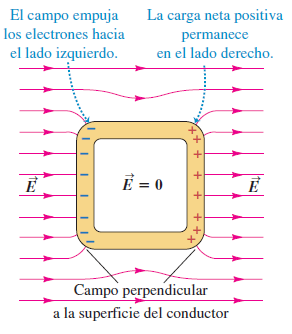 El campo empuja
los electrones hacia
el lado izquierdo.
La carga neta positiva
permanece
en el lado derecho.
E⃗
E⃗ = 0
E⃗
Campo perpendicular
a la superficie del conductor